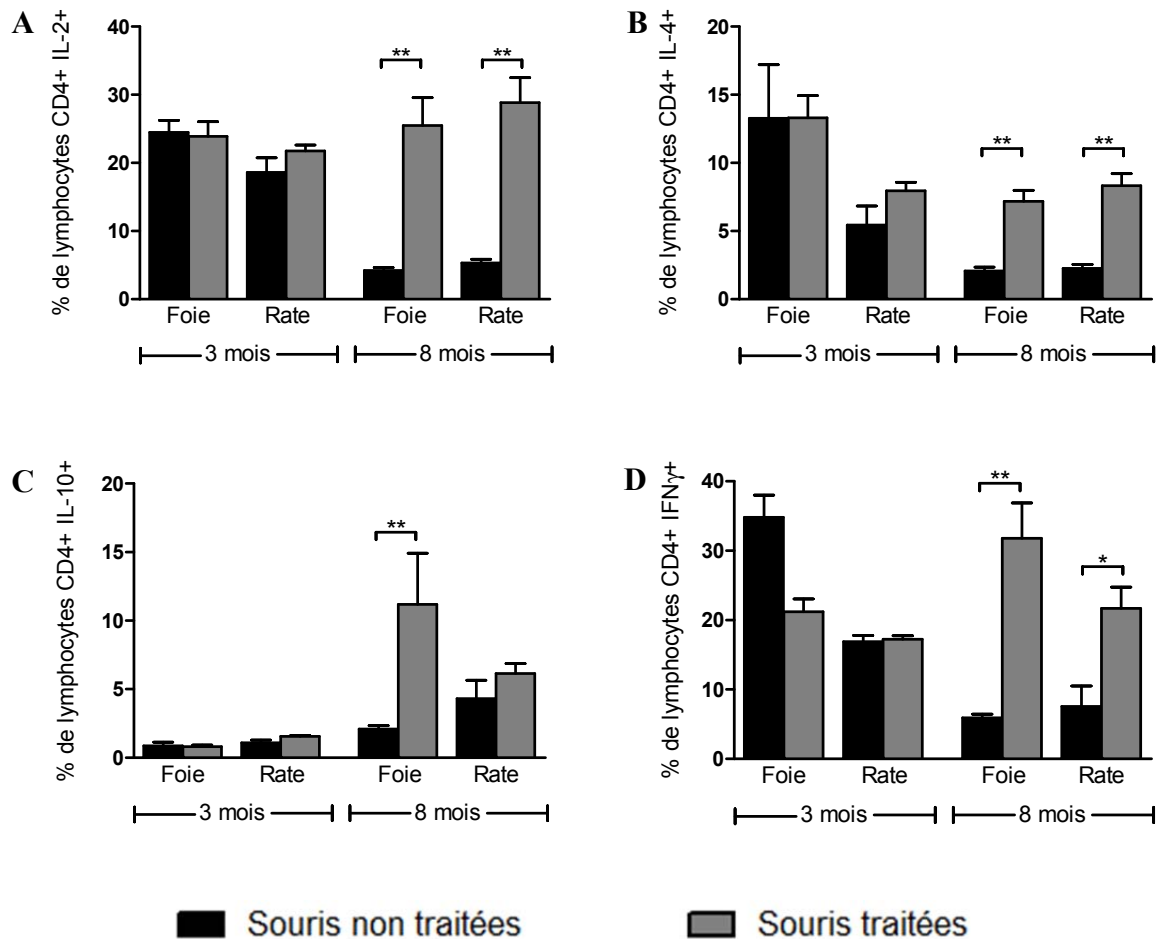 A
% de lymphocytes CD4+ IL-2+
40
30
20
10
0
** **
Foie Rate Foie Rate
3 mois 8 mois
B
% de lymphocytes CD4+ IL-4+
20
15
10
5
0
** **
Foie Rate Foie Rate
3 mois 8 mois
C
% de lymphocytes CD4+ IL-10+
20
15
10
5
0
**
Foie Rate Foie Rate
3 mois 8 mois
D
% de lymphocytes CD4+ IFNγ+
40
30
20
10
0
** *
Foie Rate Foie Rate
3 mois 8 mois
Souris non traitées Souris traitées